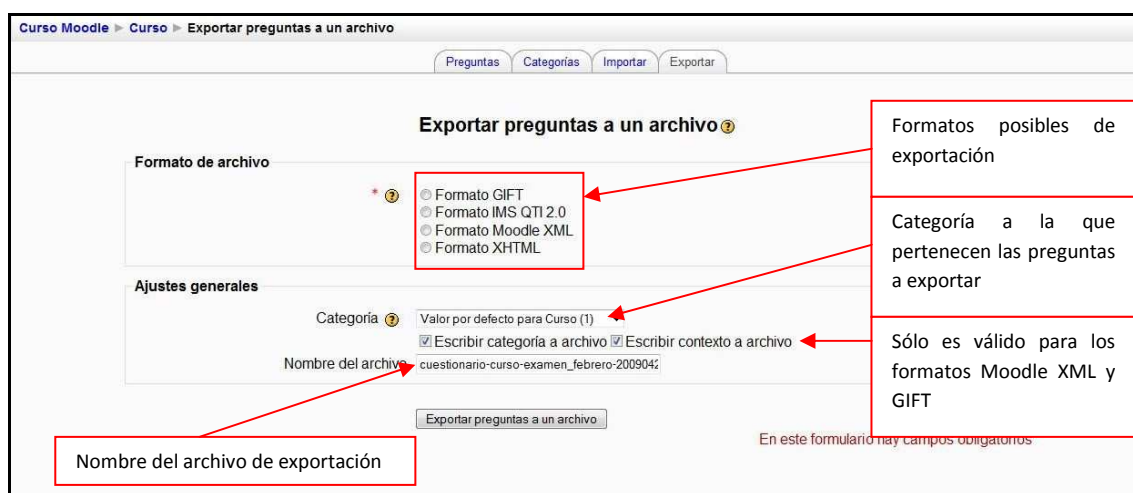 Curso Moodle ► Curso ► Exportar preguntas a un archivo
Preguntas Categorías Importar Exportar
Exportar preguntas a un archivo
Formatos posibles de
exportación
Formato de archivo
* Formato GIFT
Formato IMS QTI 2.0
Formato Moodle XML
Formato XHTML
Categoría a la que
pertenecen las preguntas
a exportar
Ajustes generales
Categoría Valor por defecto para Curso (1)
Escribir categoría a archivo Escribir contexto a archivo
Sólo es válido para los
formatos Moodle XML y
GIFT
Nombre del archivo cuestionario-curso-examen_febrero-2009042
Exportar preguntas a un archivo
En este formulario hay campos obligatorios
Nombre del archivo de exportación